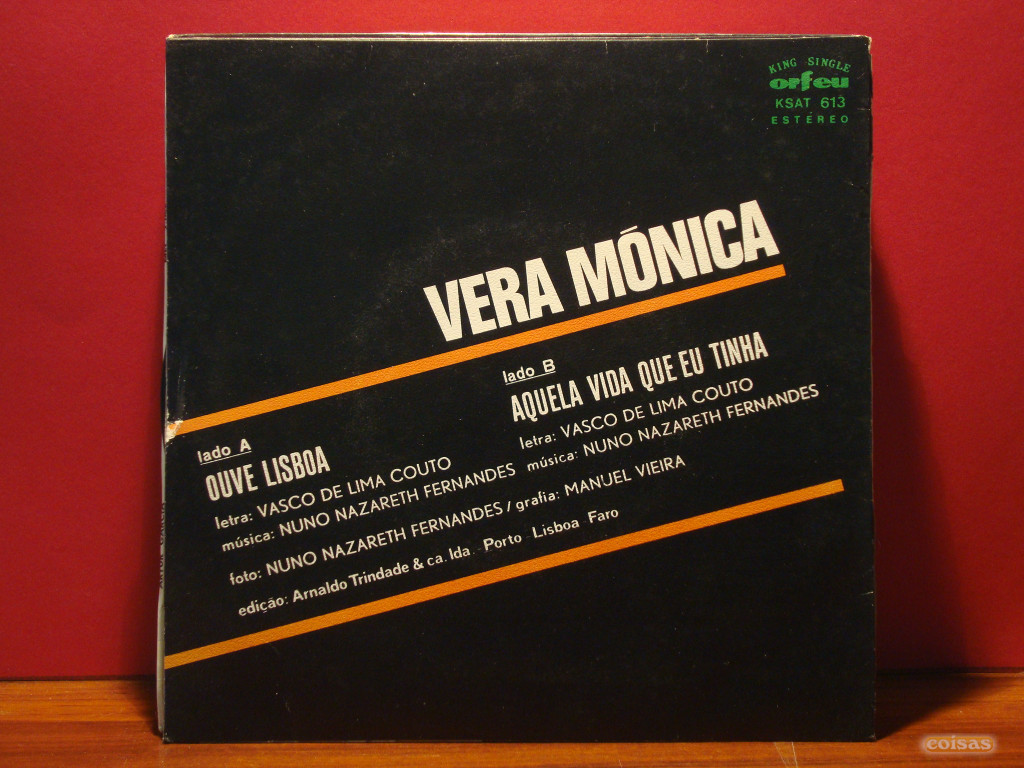 KING SINGLE
orfeu
KSAT 613
ESTÉREO
VERA MÓNICA
lado A
OUVE LISBOA
letra: VASCO DE LIMA COUTO
música: NUNO NAZARETH FERNANDES
lado B
AQUELA VIDA QUE EU TINHA
letra: VASCO DE LIMA COUTO
música: NUNO NAZARETH FERNANDES
foto: NUNO NAZARETH FERNANDES / grafia: MANUEL VIEIRA
edição: Arnaldo Trindade & ca. lda. Porto Lisboa Faro
coisas